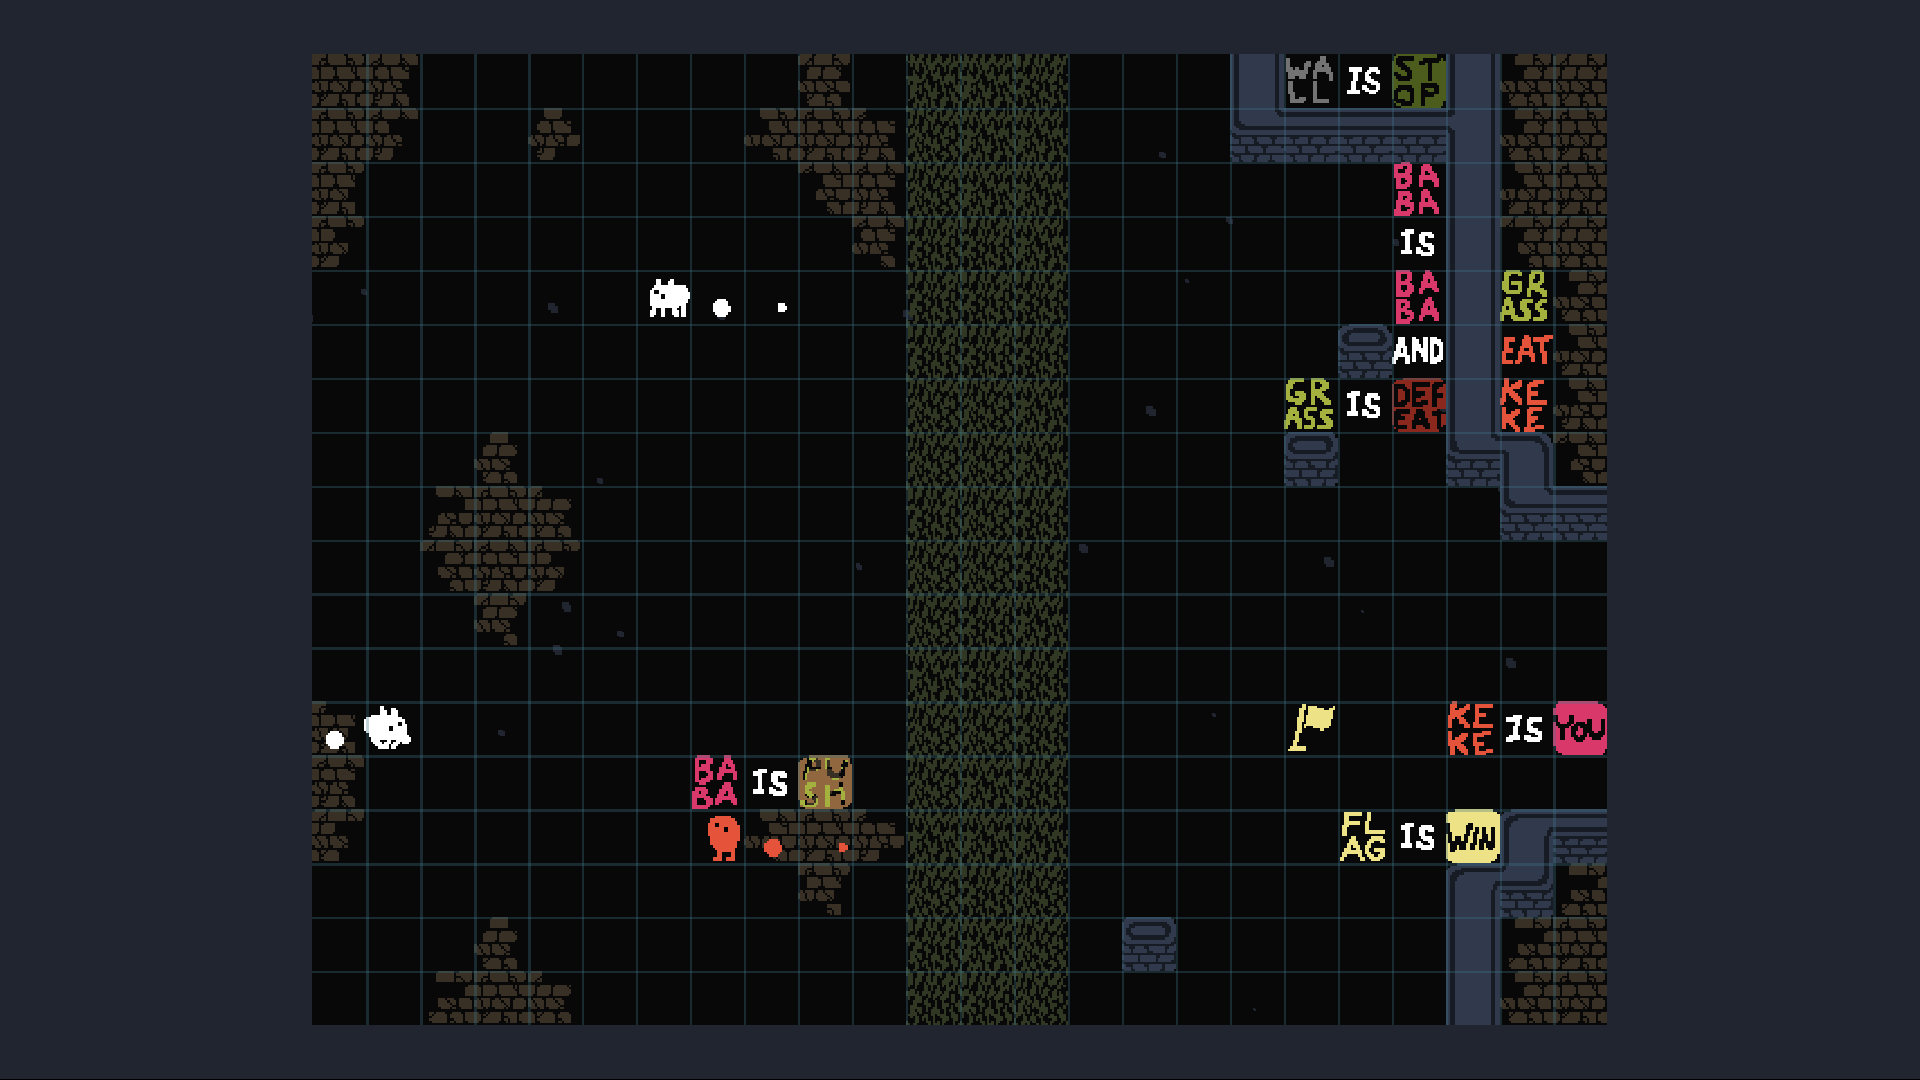 WALL IS STOP
BABA
IS
BABA
GRASS
AND
EAT
GRASS IS DEFEAT
KEKE
KEKE IS YOU
BABA IS PUSH
FLAG IS WIN